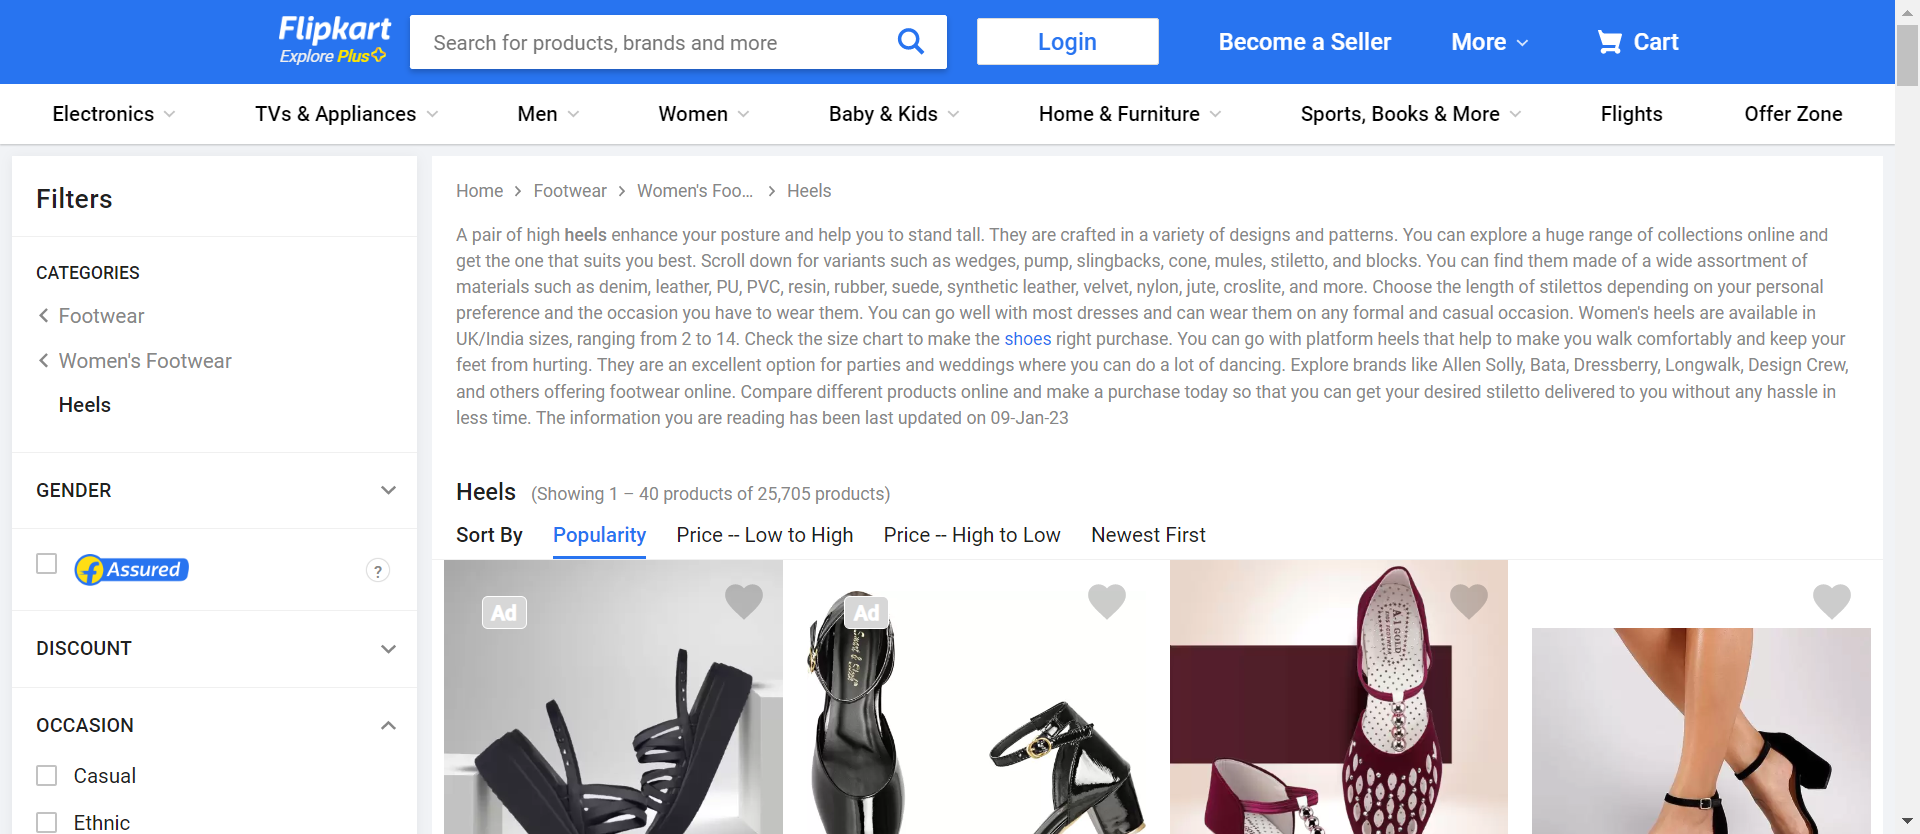 Flipkart
Explore Plus
Search for products, brands and more
Login
Become a Seller
More
Cart
Electronics
TVs & Appliances
Men
Women
Baby & Kids
Home & Furniture
Sports, Books & More
Flights
Offer Zone
Filters
CATEGORIES
Footwear
Women's Footwear
Heels
GENDER
Assured
?
DISCOUNT
OCCASION
Casual
Ethnic
Home > Footwear > Women's Foo... > Heels
A pair of high heels enhance your posture and help you to stand tall. They are crafted in a variety of designs and patterns. You can explore a huge range of collections online and
get the one that suits you best. Scroll down for variants such as wedges, pump, slingbacks, cone, mules, stiletto, and blocks. You can find them made of a wide assortment of
materials such as denim, leather, PU, PVC, resin, rubber, suede, synthetic leather, velvet, nylon, jute, croslite, and more. Choose the length of stilettos depending on your personal
preference and the occasion you have to wear them. You can go well with most dresses and can wear them on any formal and casual occasion. Women's heels are available in
UK/India sizes, ranging from 2 to 14. Check the size chart to make the shoes right purchase. You can go with platform heels that help to make you walk comfortably and keep your
feet from hurting. They are an excellent option for parties and weddings where you can do a lot of dancing. Explore brands like Allen Solly, Bata, Dressberry, Longwalk, Design Crew,
and others offering footwear online. Compare different products online and make a purchase today so that you can get your desired stiletto delivered to you without any hassle in
less time. The information you are reading has been last updated on 09-Jan-23
Heels (Showing 1 – 40 products of 25,705 products)
Sort By
Popularity
Price -- Low to High
Price -- High to Low
Newest First
Ad
Ad
A.1 GOLD